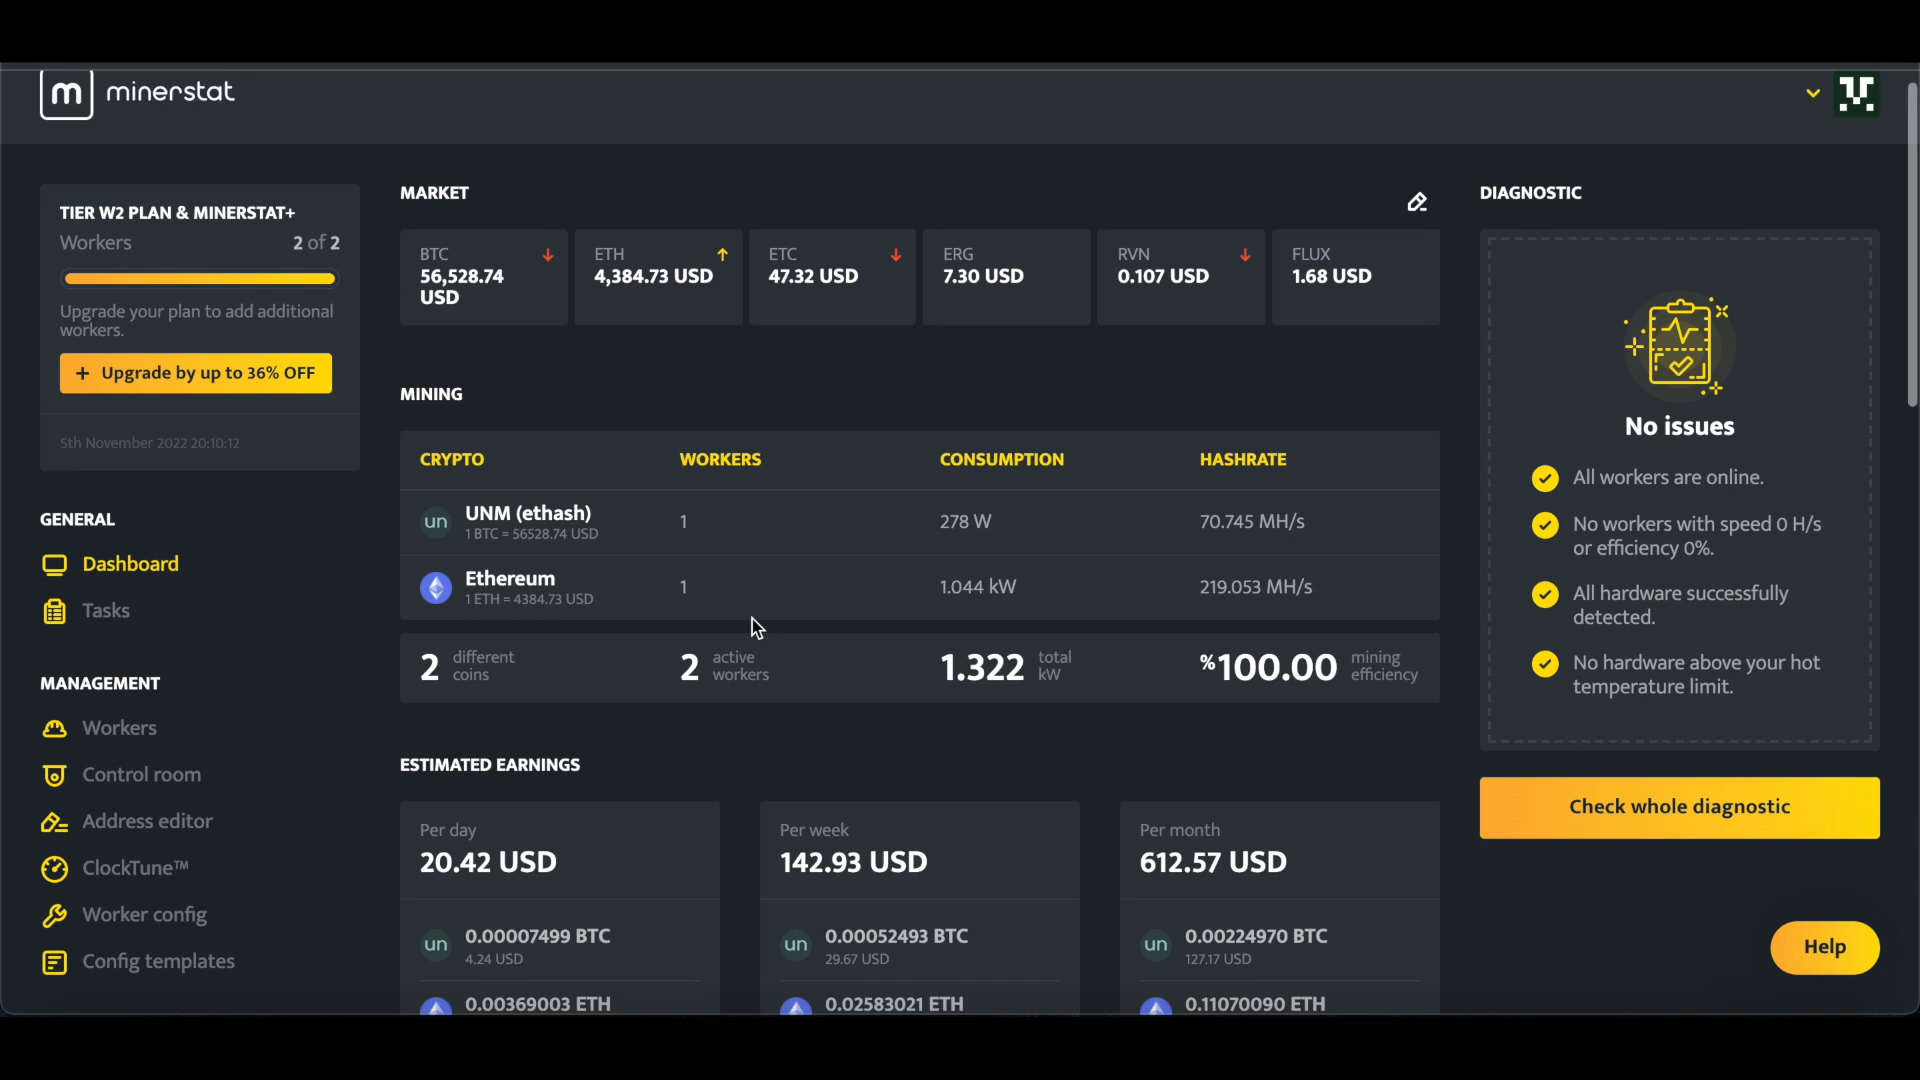 m minerstat
TIER W2 PLAN & MINERSTAT+
Workers 2 of 2
Upgrade your plan to add additional
workers.
+ Upgrade by up to 36% OFF
5th November 2022 20:10:12
GENERAL
Dashboard
Tasks
MANAGEMENT
Workers
Control room
Address editor
ClockTune™
Worker config
Config templates
MARKET
BTC
56,528.74
USD
ETH
4,384.73 USD
ETC
47.32 USD
ERG
7.30 USD
RVN
0.107 USD
FLUX
1.68 USD
MINING
CRYPTO WORKERS CONSUMPTION HASHRATE
un UNM (ethash) 1 278 W 70.745 MH/s
1 BTC = 56528.74 USD
Ethereum 1 1.044 kW 219.053 MH/s
1 ETH = 4384.73 USD
2 different
coins
2 active
workers
1.322 total
kW
%100.00 mining
efficiency
ESTIMATED EARNINGS
Per day
20.42 USD
un 0.00007499 BTC
4.24 USD
0.00369003 ETH
Per week
142.93 USD
un 0.00052493 BTC
29.67 USD
0.02583021 ETH
Per month
612.57 USD
un 0.00224970 BTC
127.17 USD
0.11070090 ETH
DIAGNOSTIC
No issues
All workers are online.
No workers with speed 0 H/s
or efficiency 0%.
All hardware successfully
detected.
No hardware above your hot
temperature limit.
Check whole diagnostic
Help